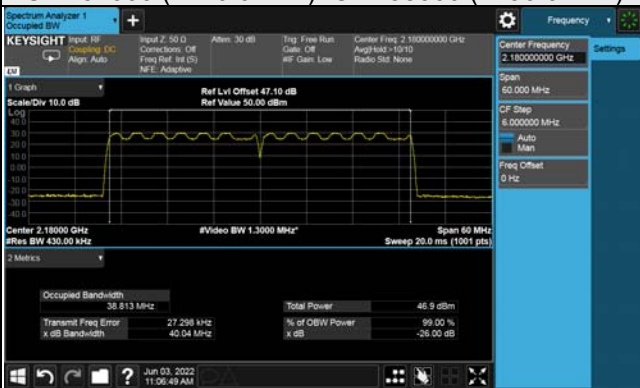 Spectrum Analyzer 1
Occupied BW
+
Frequency
KEYSIGHT
Input: RF
Coupling: DC
Align: Auto
Input Z: 50 Ω
Corrections: Off
Freq Ref: Int (S)
NFE: Adaptive
Atten: 30 dB
Trig: Free Run
Gate: Off
#IF Gain: Low
Center Freq: 2.180000000 GHz
Avg|Hold:>10/10
Radio Std: None
Center Frequency
2.180000000 GHz
Settings
Span
60.000 MHz
CF Step
6.000000 MHz
Auto
Man
Freq Offset
0 Hz
1 Graph
Scale/Div 10.0 dB
Ref Lvl Offset 47.10 dB
Ref Value 50.00 dBm
Log
40.0
30.0
20.0
10.0
0.00
-10.0
-20.0
-30.0
-40.0
Center 2.18000 GHz
#Res BW 430.00 kHz
#Video BW 1.3000 MHz*
Span 60 MHz
Sweep 20.0 ms (1001 pts)
2 Metrics
Occupied Bandwidth
38.813 MHz
Total Power
46.9 dBm
Transmit Freq Error
27.298 kHz
% of OBW Power
99.00 %
x dB Bandwidth
40.04 MHz
x dB
-26.00 dB
?
Jun 03, 2022
11:06:49 AM